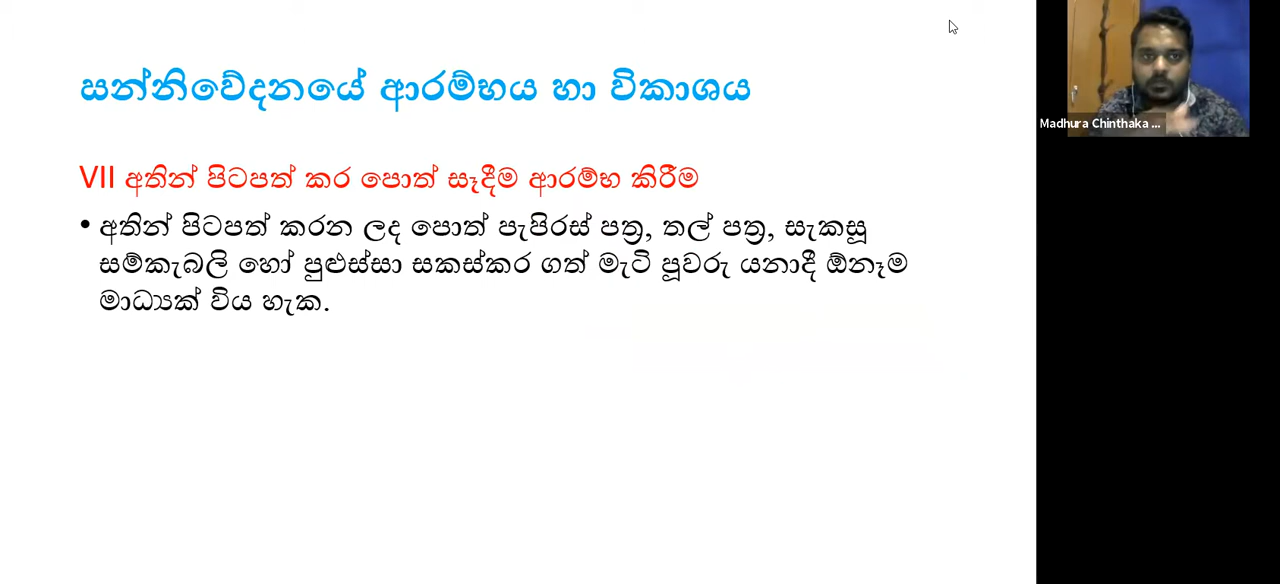 සන්නිවේදනයේ ආරම්භය හා විකාශය
VII අතින් පිටපත් කර පොත් සෑදීම ආරම්භ කිරීම
• අතින් පිටපත් කරන ලද පොත් පැපිරස් පත්‍ර, තල් පත්‍ර, සැකසූ
සම්කැබලි හෝ පුළුස්සා සකස්කර ගත් මැටි පුවරු යනාදී ඕනෑම
මාධ්‍යක් විය හැක.
Madhura Chinthaka ...